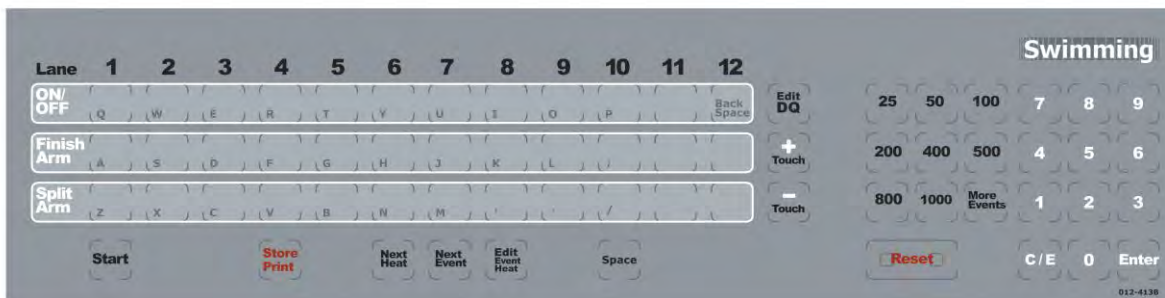 Swimming
Lane 1 2 3 4 5 6 7 8 9 10 11 12
ON/
OFF
Q W E R T Y U I O P
Back
Space
Edit
DQ
25 50 100 7 8 9
Finish
Arm
A S D F G H J K L
+
Touch
200 400 500 4 5 6
Split
Arm
Z X C V B N M /
–
Touch
800 1000
More
Events
1 2 3
Start
Store
Print
Next
Heat
Next
Event
Edit
Event
Heat
Space
Reset
C/E 0 Enter
012-4138